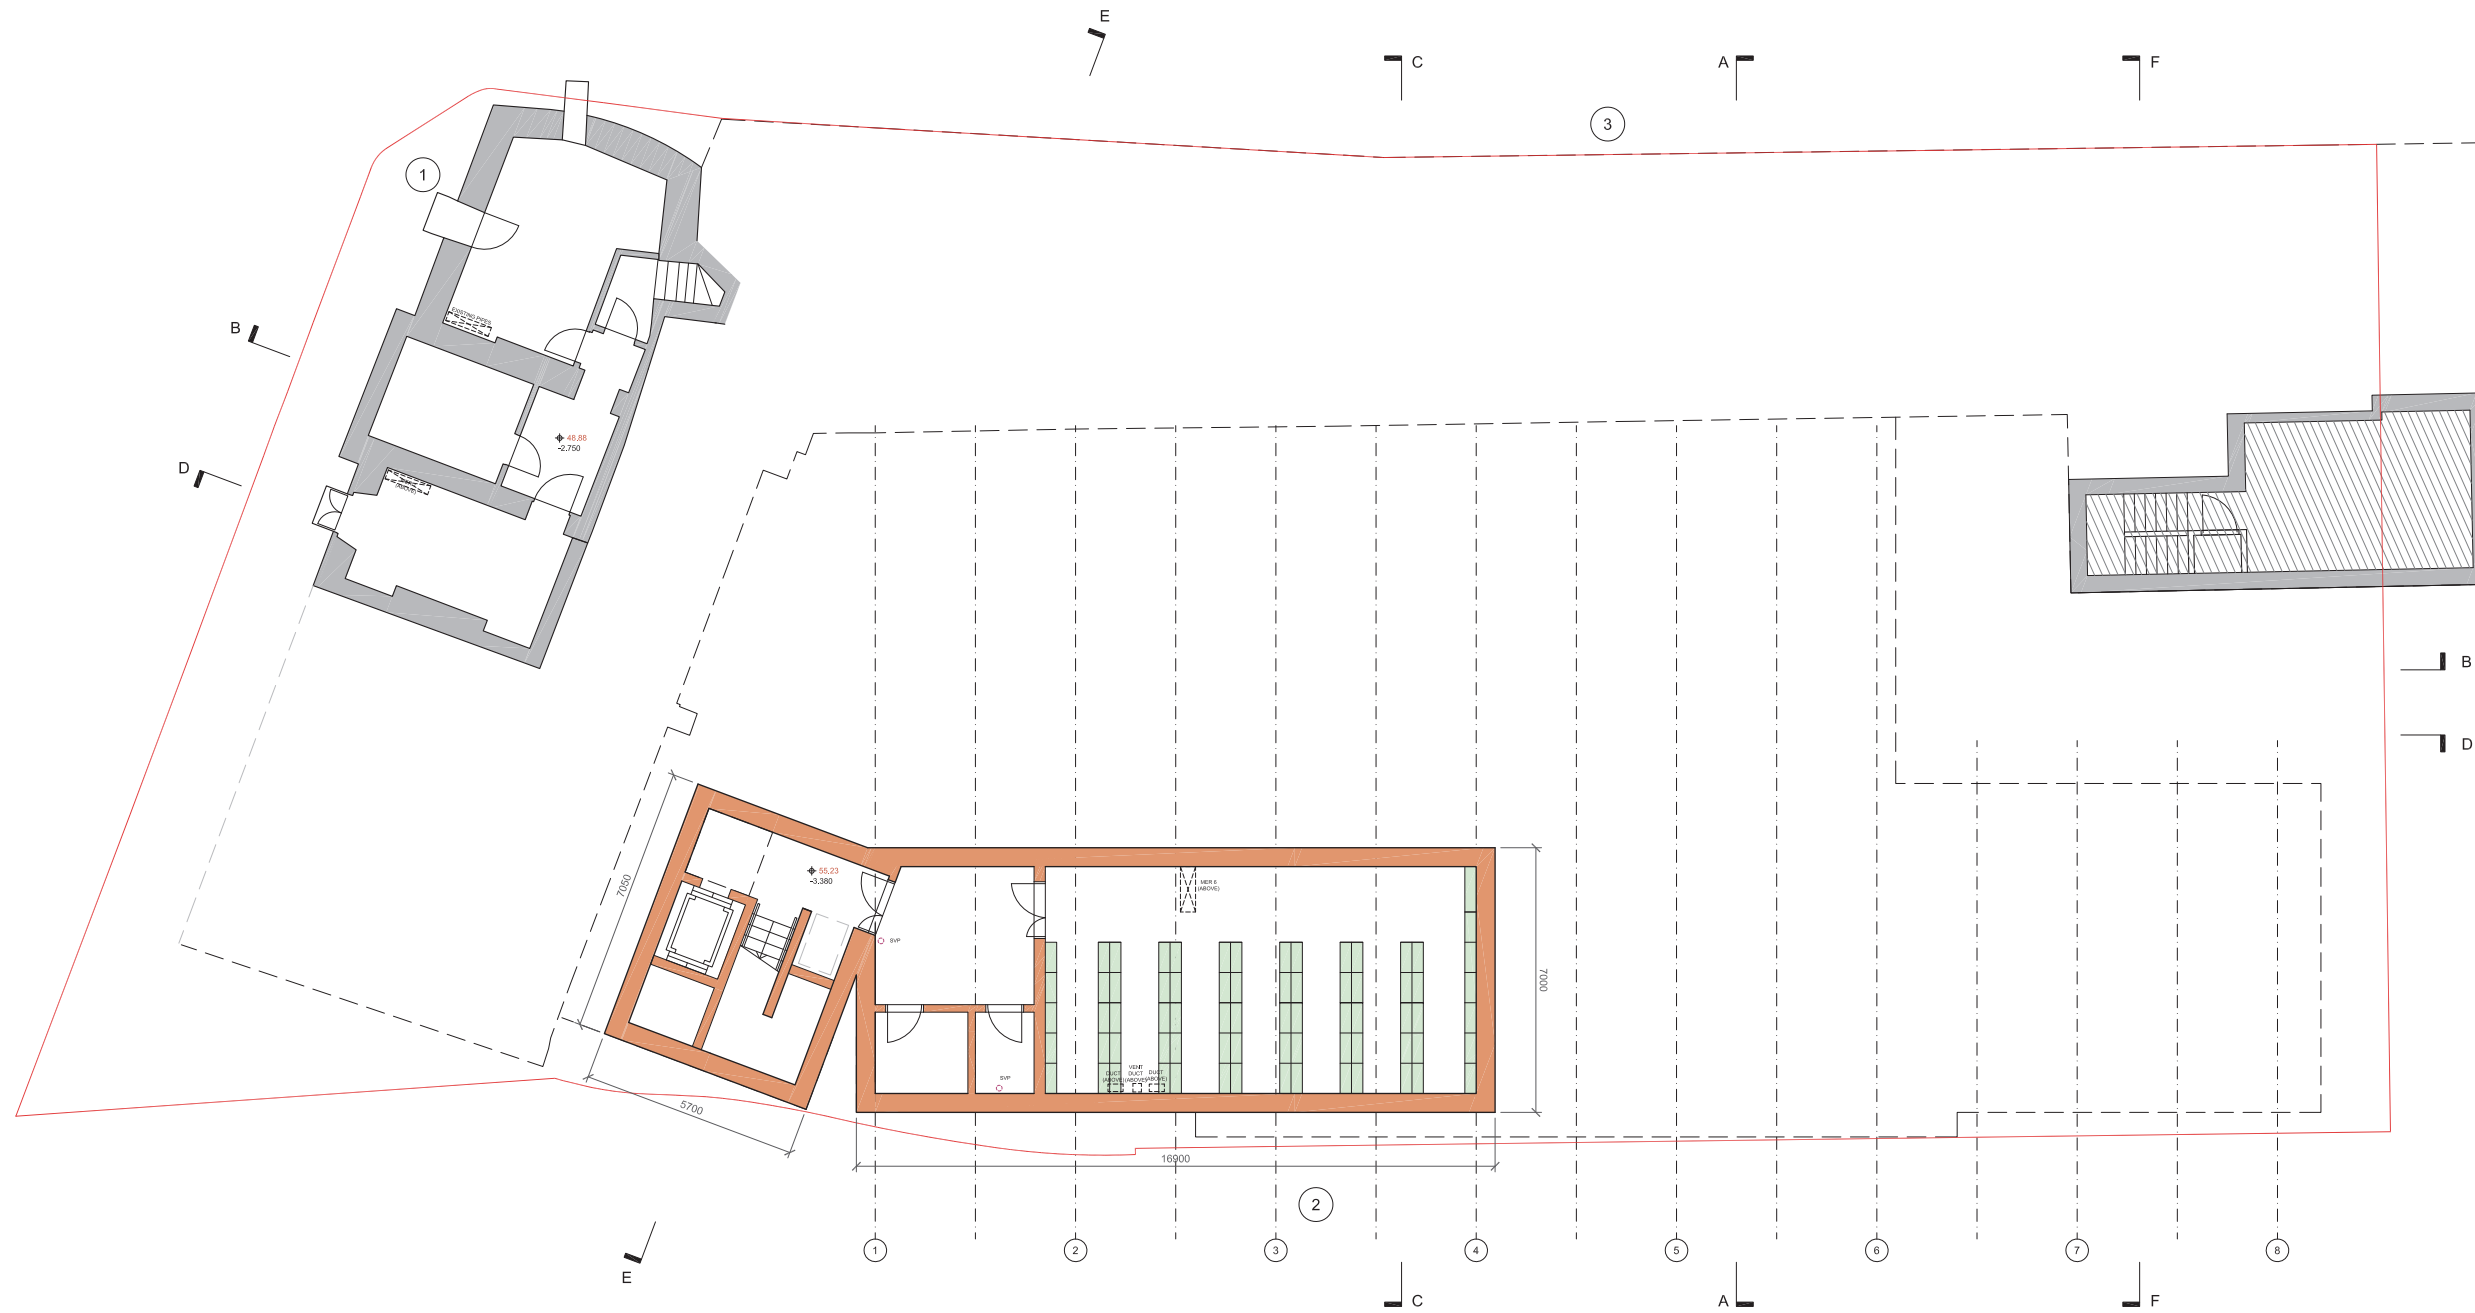 E
C
A
F
3
1
EXISTING PIPES
B
D
48,88
-2.750
(ABOVE)
B
D
55,23
-3.380
7050
MER 6
(ABOVE)
SVP
SVP
7000
DUCT
(ABOVE)
VENT
DUCT
(ABOVE)
DUCT
(ABOVE)
5700
16900
2
1
2
3
4
5
6
7
8
E
C
A
F